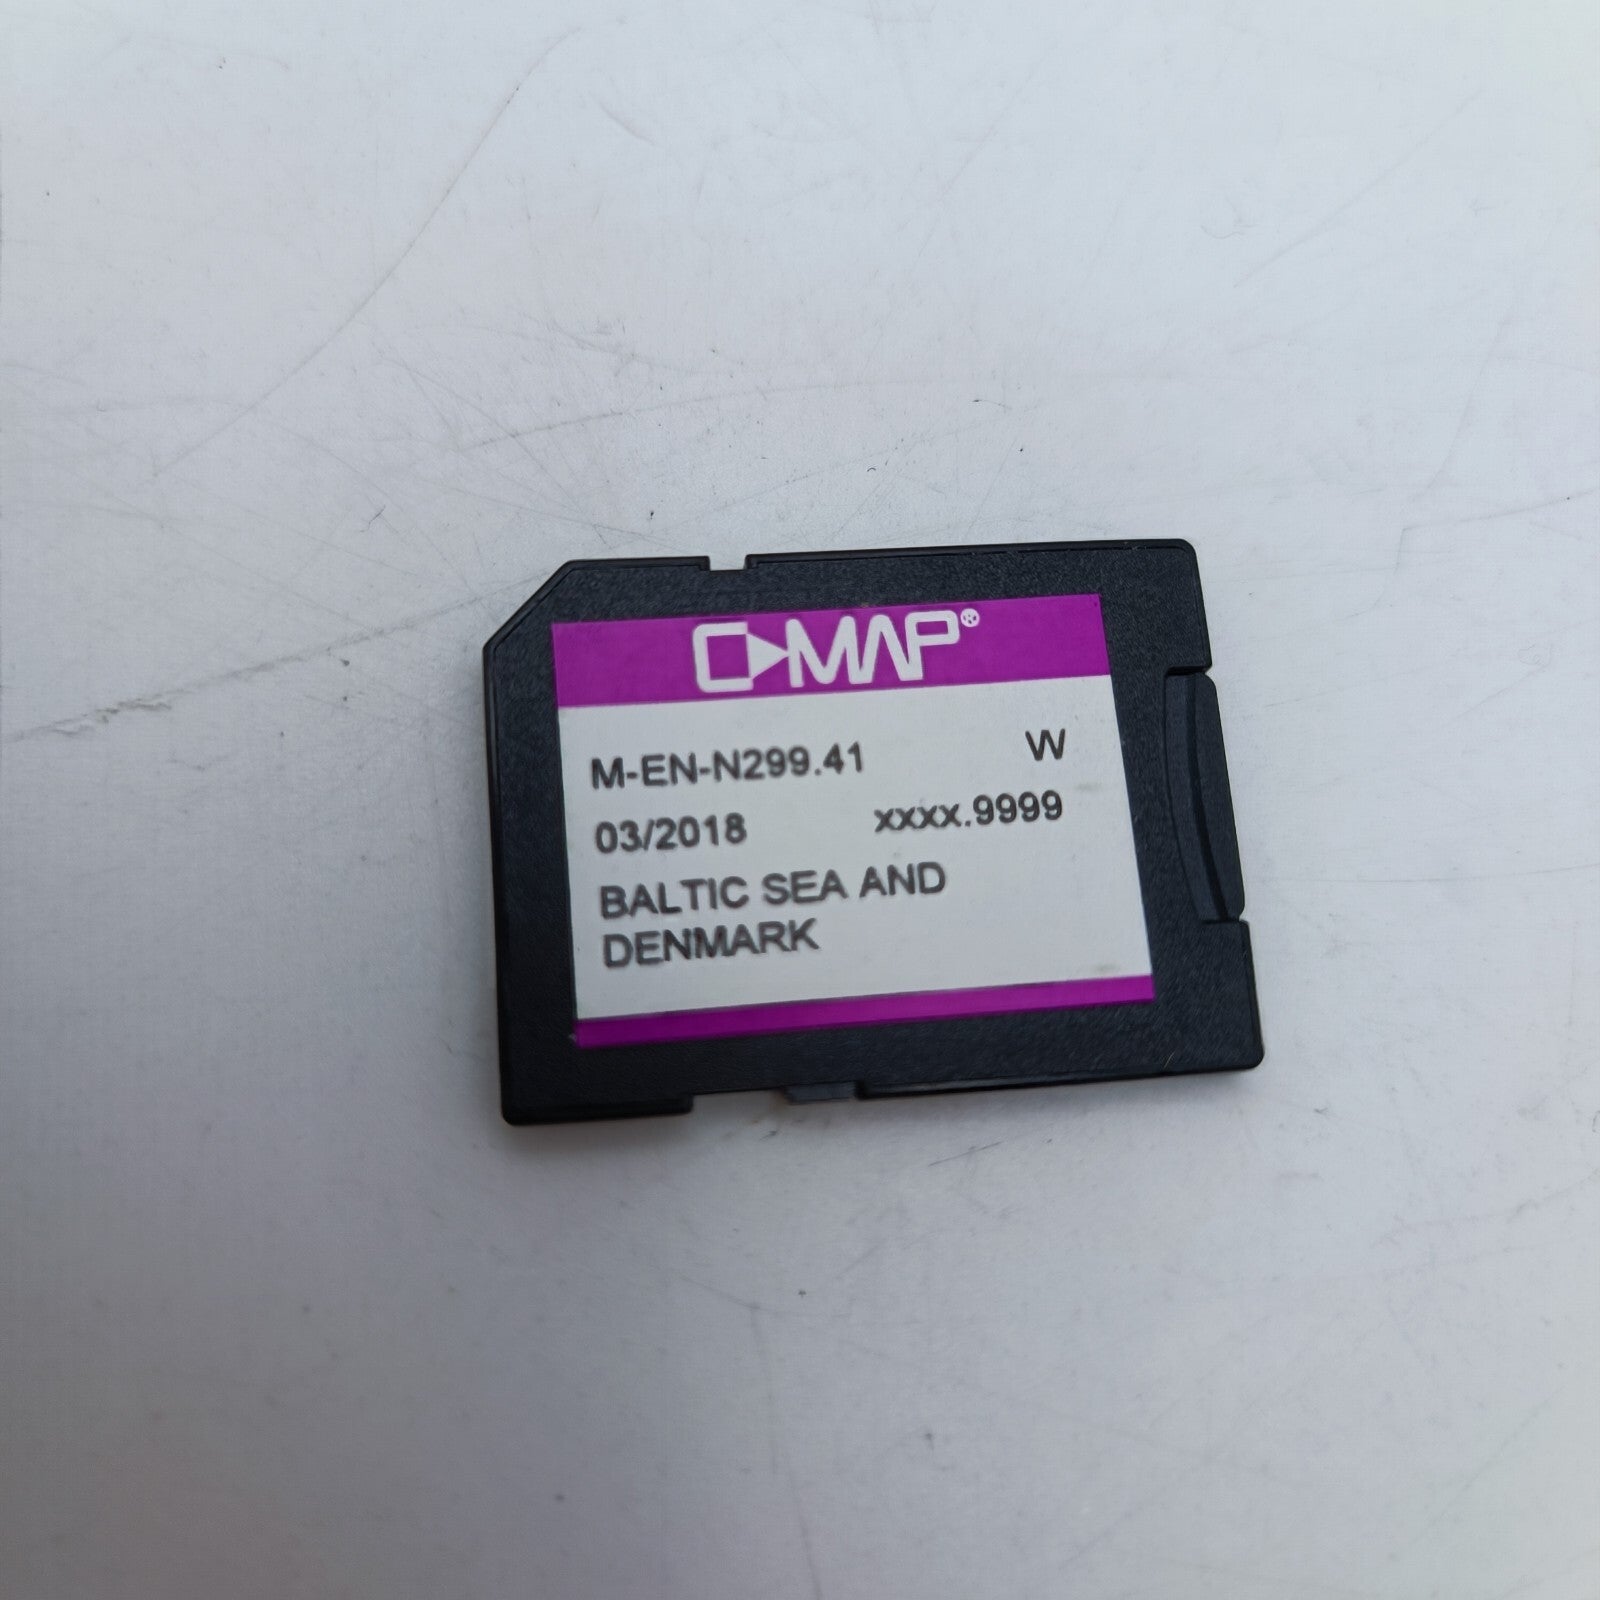 C-MAP®
M-EN-N299.41 W
03/2018 xxxx.9999
BALTIC SEA AND
DENMARK